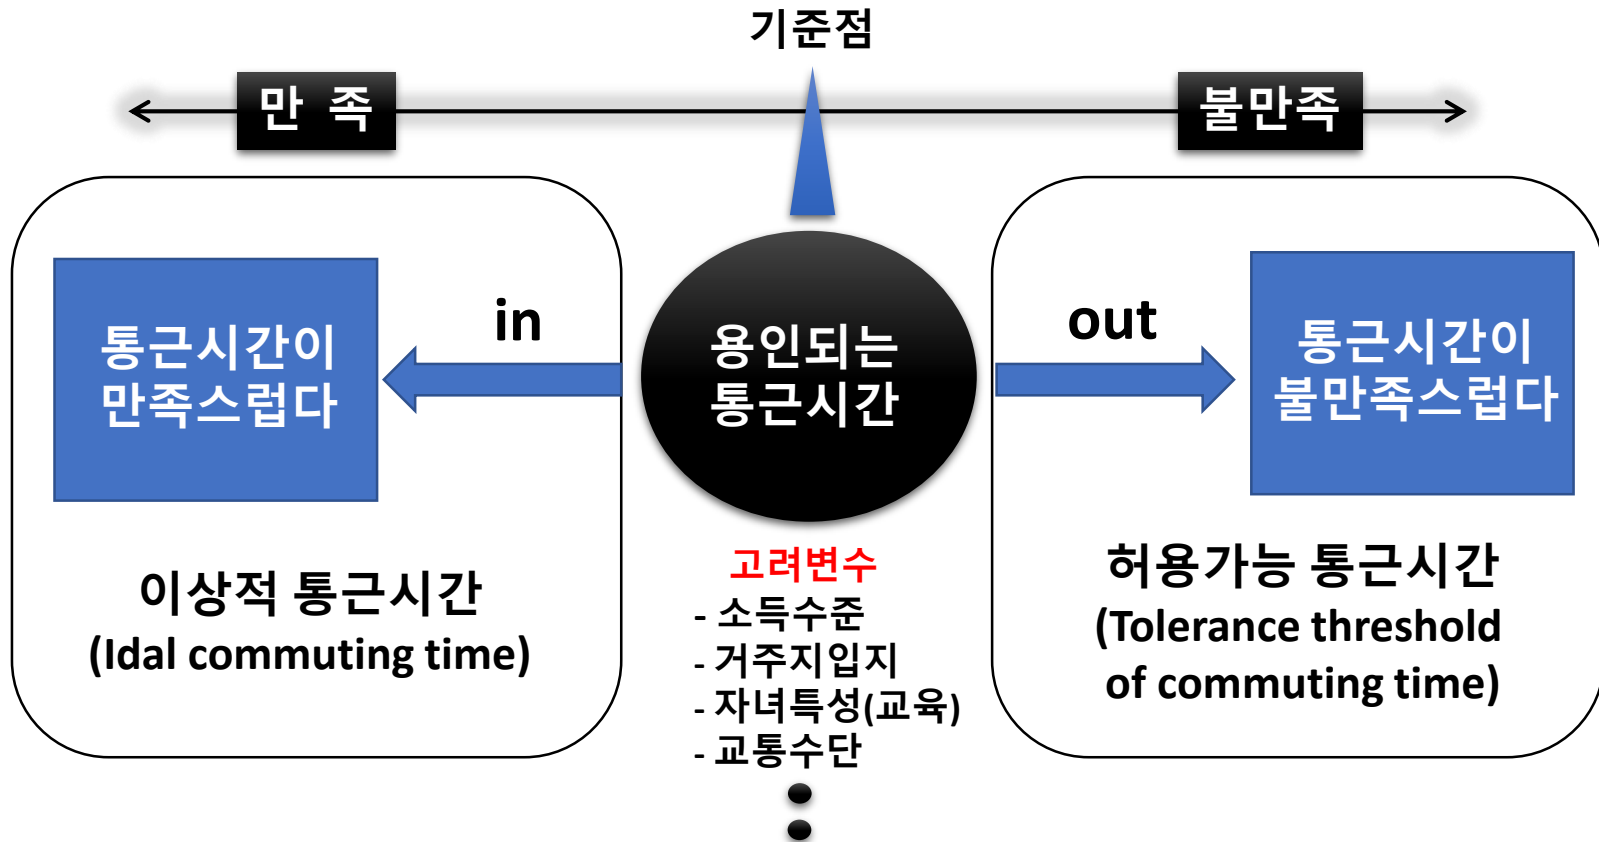 기준점
만 족
불만족
통근시간이
만족스럽다
in
이상적 통근시간
(Idal commuting time)
용인되는
통근시간
고려변수
- 소득수준
- 거주지입지
- 자녀특성(교육)
- 교통수단
out
통근시간이
불만족스럽다
허용가능 통근시간
(Tolerance threshold
of commuting time)